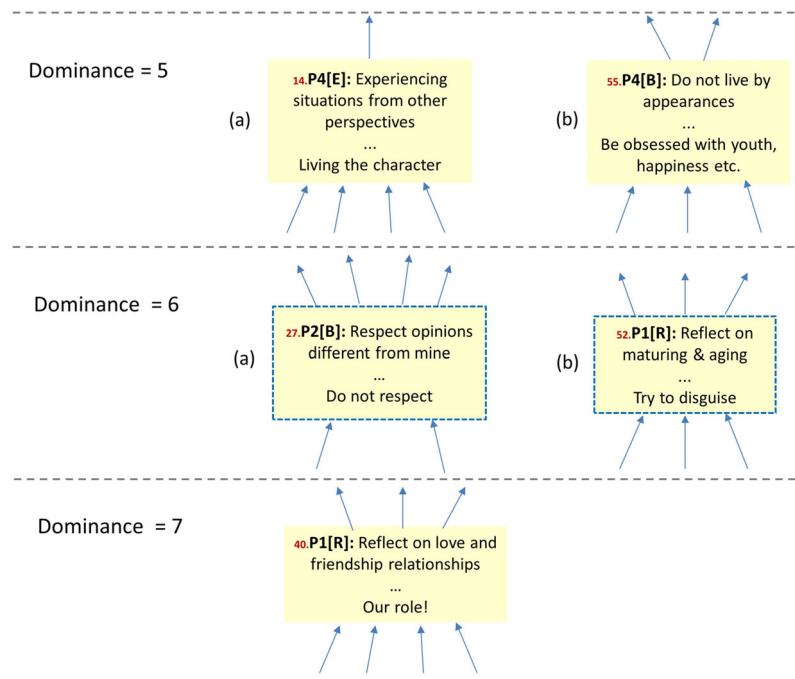 Dominance = 5
(a)
14.P4[E]: Experiencing
situations from other
perspectives
...
Living the character
(b)
55.P4[B]: Do not live by
appearances
...
Be obsessed with youth,
happiness etc.
Dominance = 6
(a)
27.P2[B]: Respect opinions
different from mine
...
Do not respect
(b)
52.P1[R]: Reflect on
maturing & aging
...
Try to disguise
Dominance = 7
40.P1[R]: Reflect on love and
friendship relationships
...
Our role!